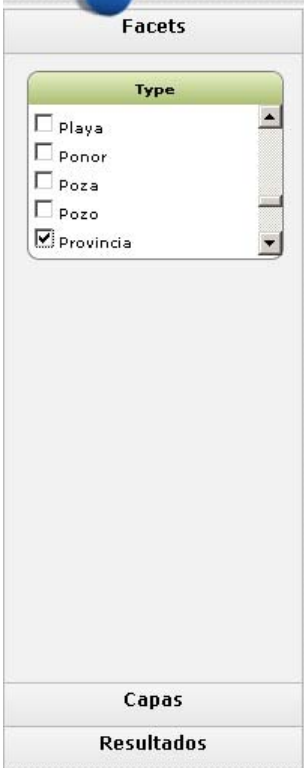 Facets
Type
Playa
Ponor
Poza
Pozo
Provincia
Capas
Resultados